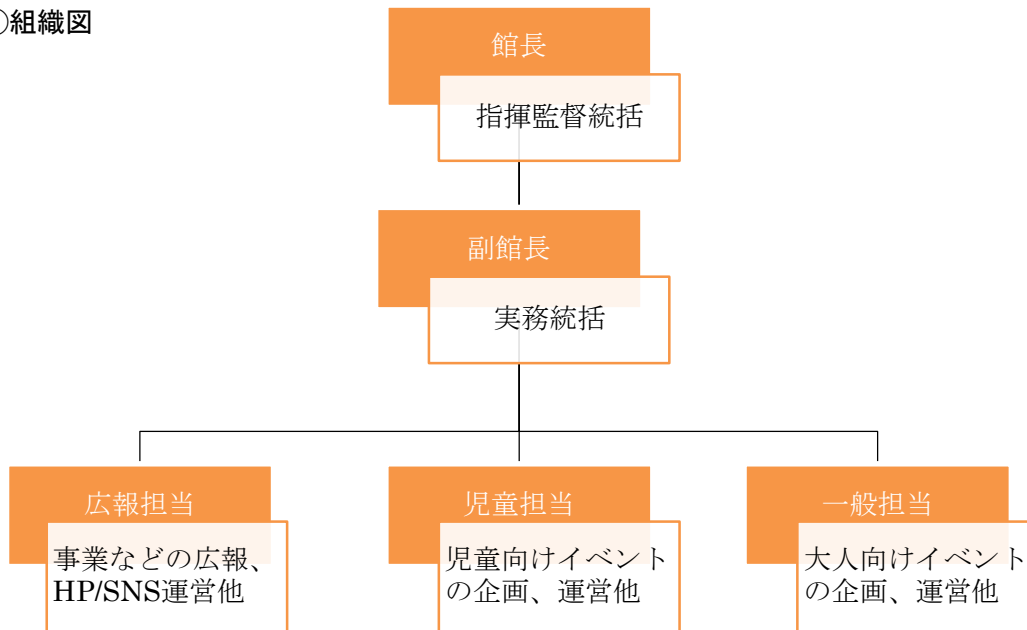 組織図
館長
指揮監督統括
副館長
実務統括
広報担当
事業などの広報、
HP/SNS運営他
児童担当
児童向けイベント
の企画、運営他
一般担当
大人向けイベント
の企画、運営他